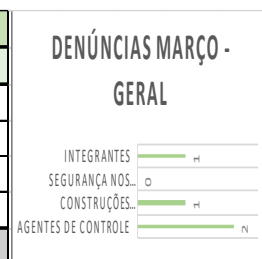 DENÚNCIAS MARÇO -
GERAL
INTEGRANTES 1
SEGURANÇA NOS... 0
CONSTRUÇÕES... 1
AGENTES DE CONTROLE 2